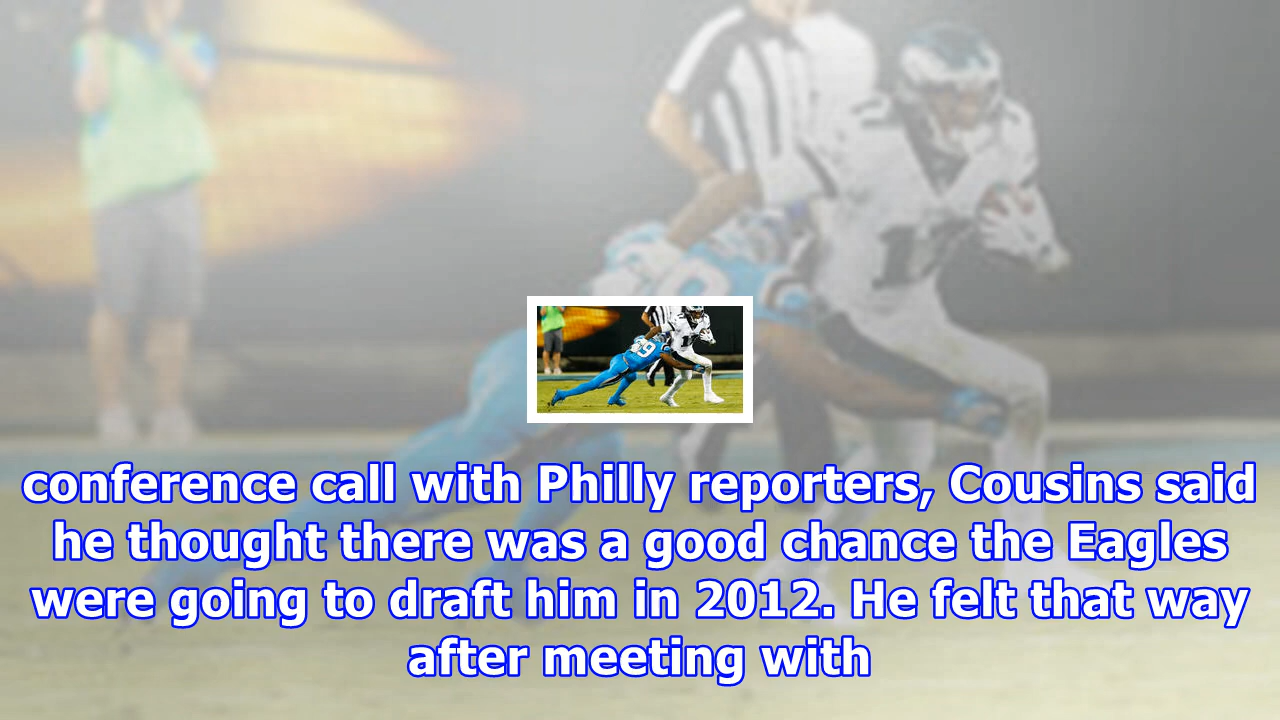 conference call with Philly reporters, Cousins said
he thought there was a good chance the Eagles
were going to draft him in 2012. He felt that way
after meeting with